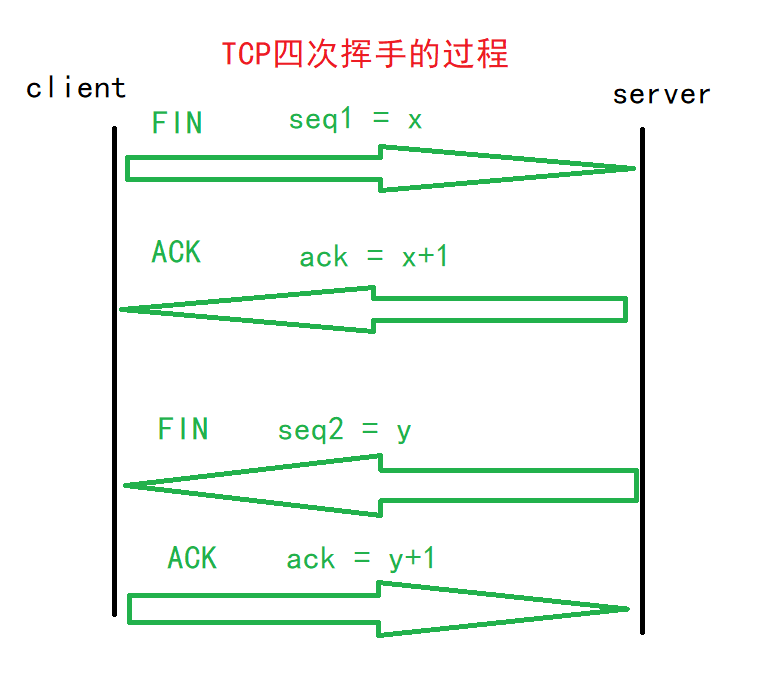 TCP四次挥手的过程
client
server
FIN seq1 = x
ACK ack = x+1
FIN seq2 = y
ACK ack = y+1